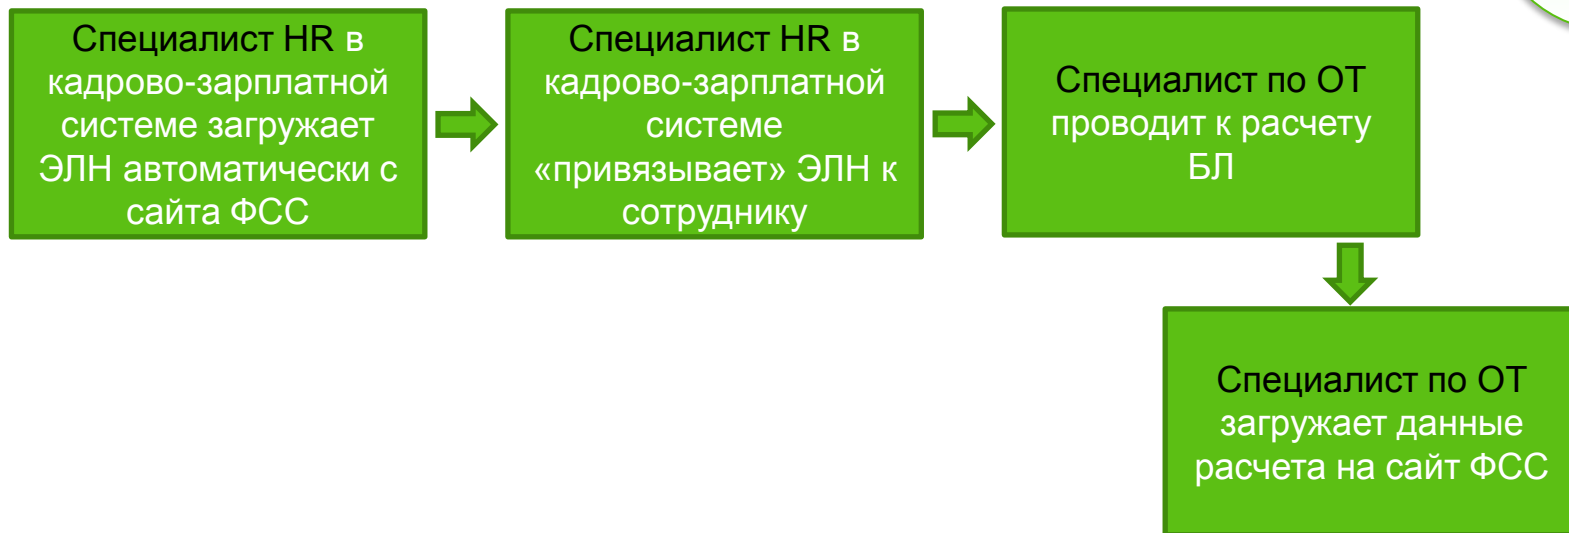 Специалист HR в
кадрово-зарплатной
системе загружает
ЭЛН автоматически с
сайта ФСС
Специалист HR в
кадрово-зарплатной
системе
«привязывает» ЭЛН к
сотруднику
Специалист по ОТ
проводит к расчету
БЛ
Специалист по ОТ
загружает данные
расчета на сайт ФСС